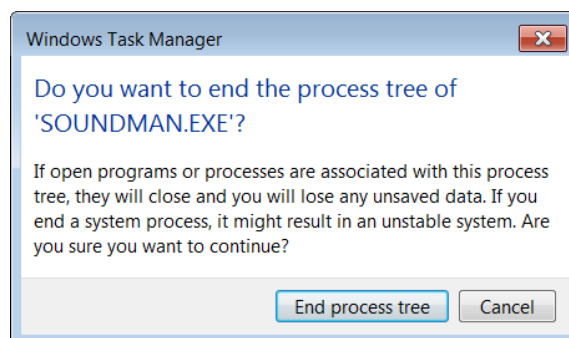 Windows Task Manager
Do you want to end the process tree of
'SOUNDMAN.EXE'?
If open programs or processes are associated with this process
tree, they will close and you will lose any unsaved data. If you
end a system process, it might result in an unstable system. Are
you sure you want to continue?
End process tree
Cancel